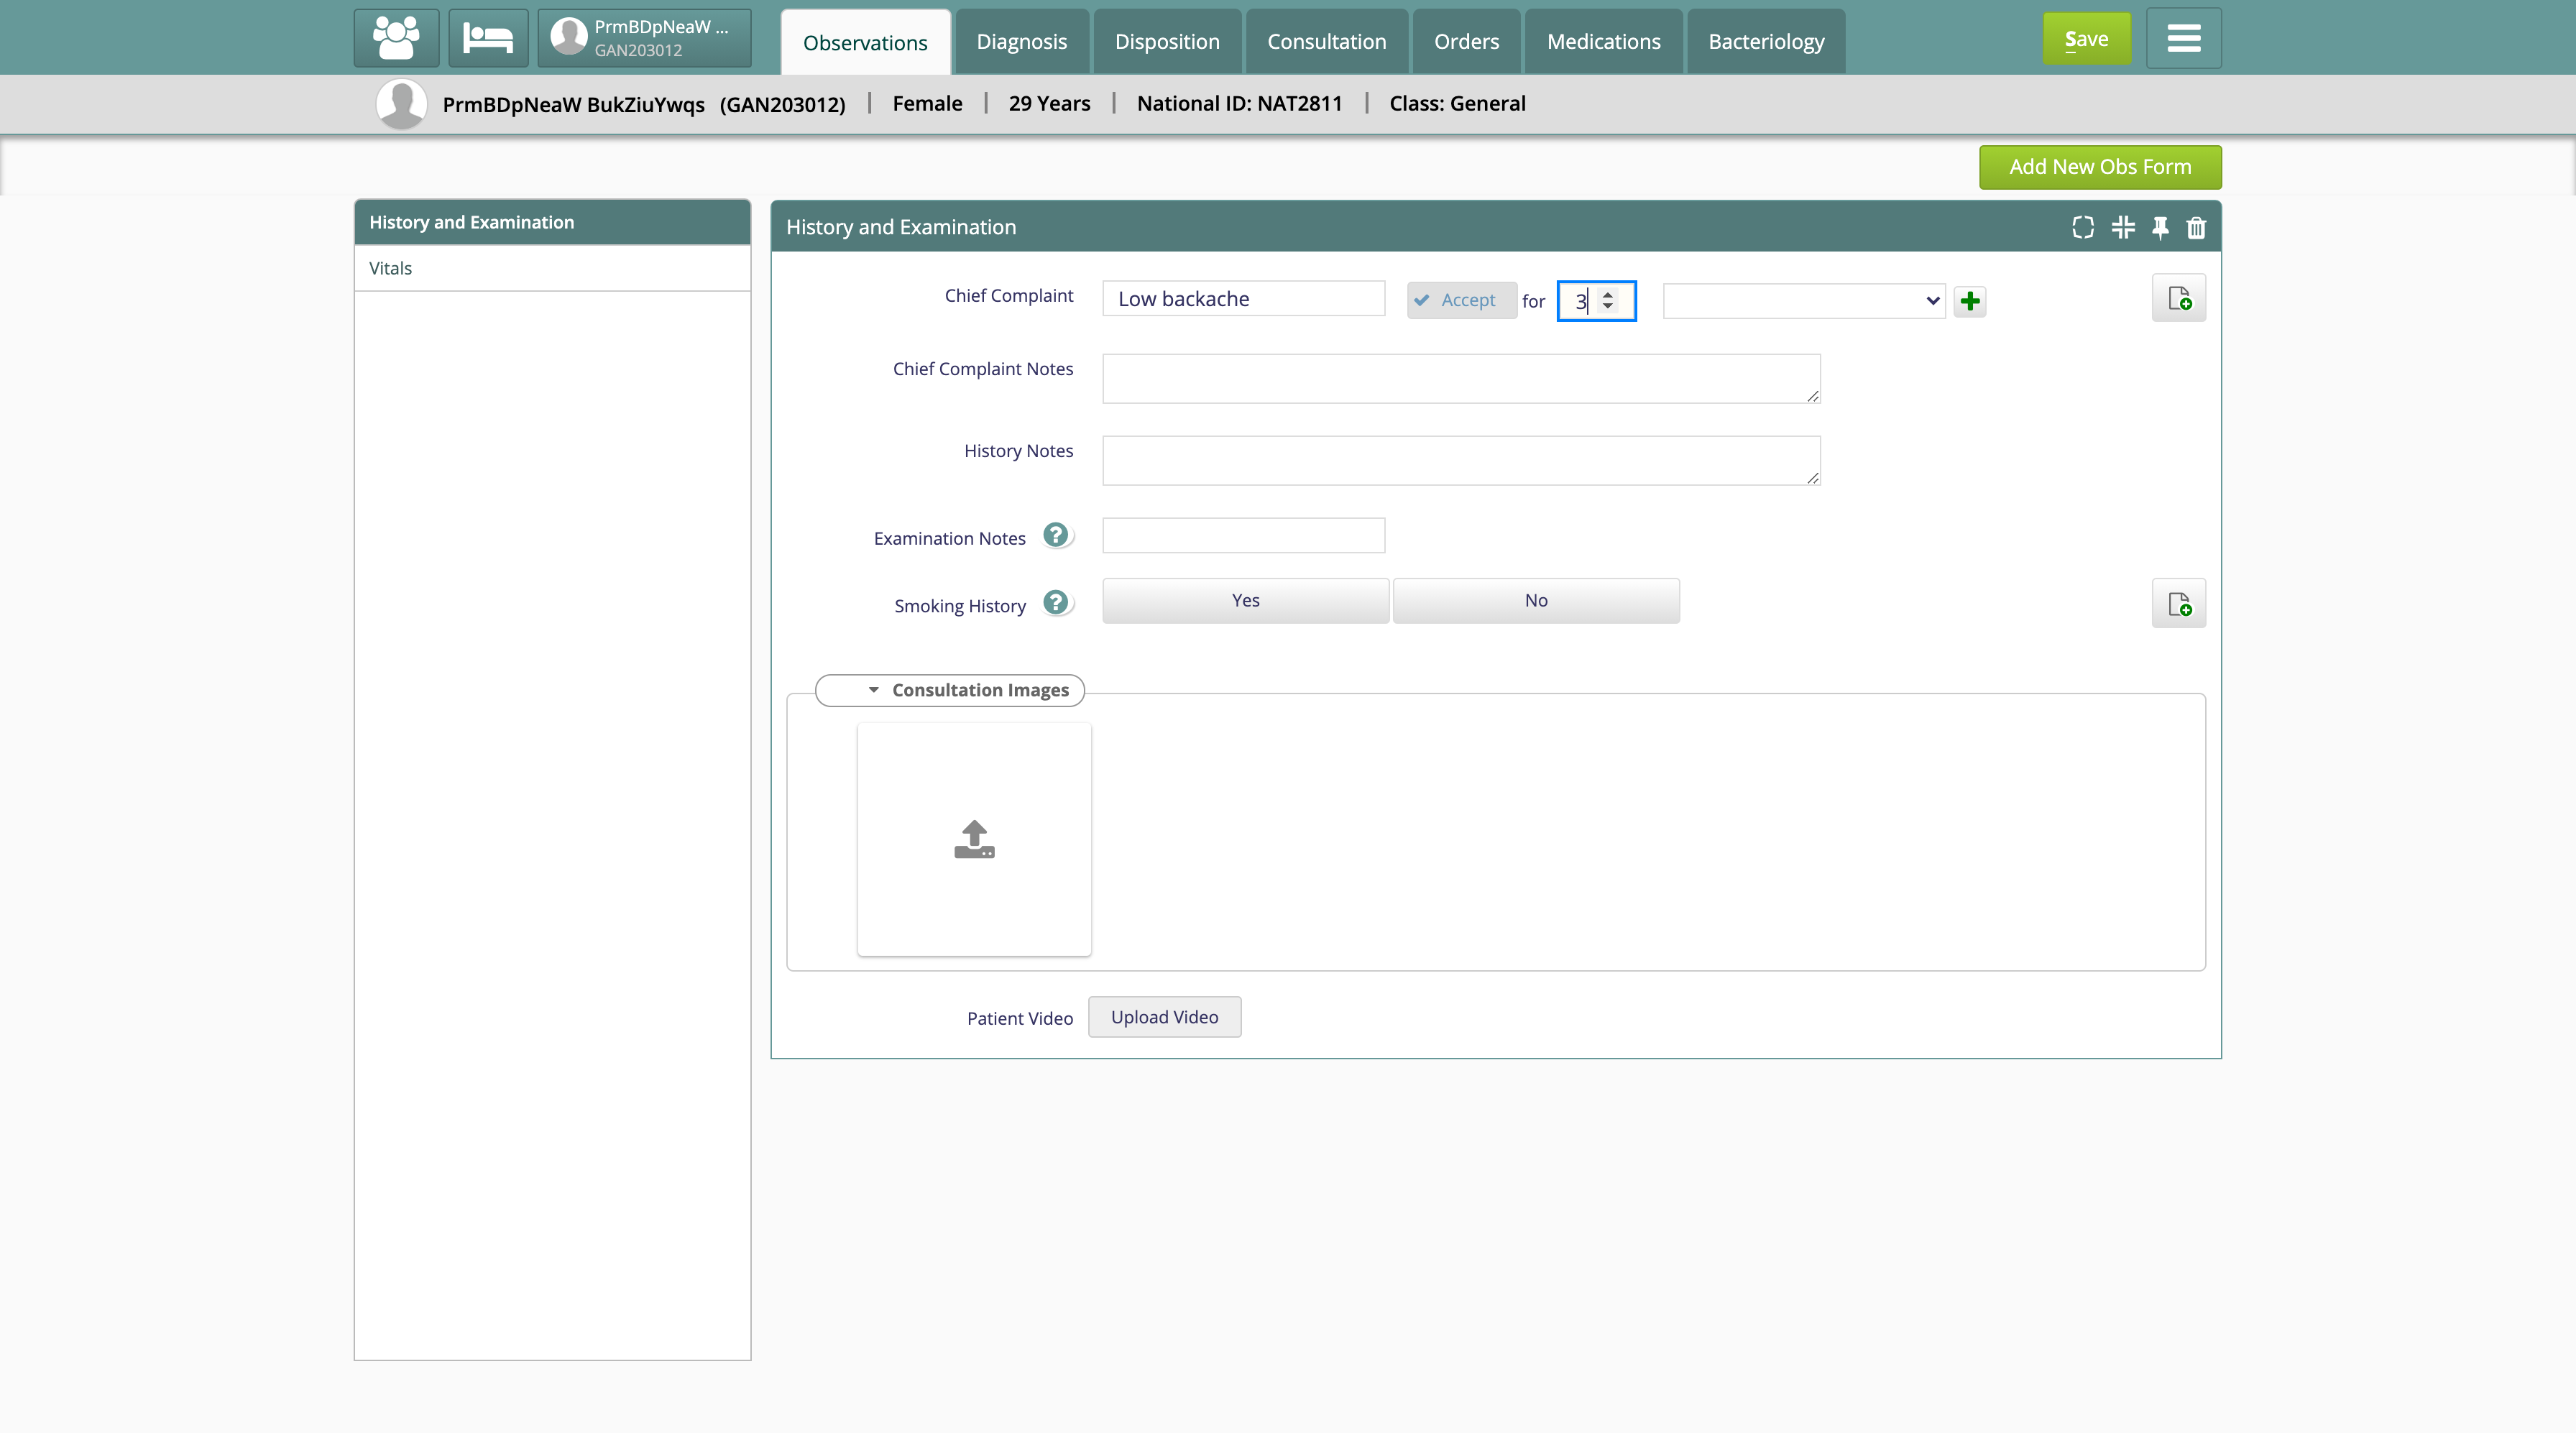 PrmBDpNeaW ...
GAN203012
Observations
Diagnosis
Disposition
Consultation
Orders
Medications
Bacteriology
Save
PrmBDpNeaW BukZiuYwqs (GAN203012) | Female | 29 Years | National ID: NAT2811 | Class: General
Add New Obs Form
History and Examination
Vitals
History and Examination
Chief Complaint
Low backache
Accept
for
3
Chief Complaint Notes
History Notes
Examination Notes ?
Smoking History ?
Yes
No
Consultation Images
Patient Video
Upload Video